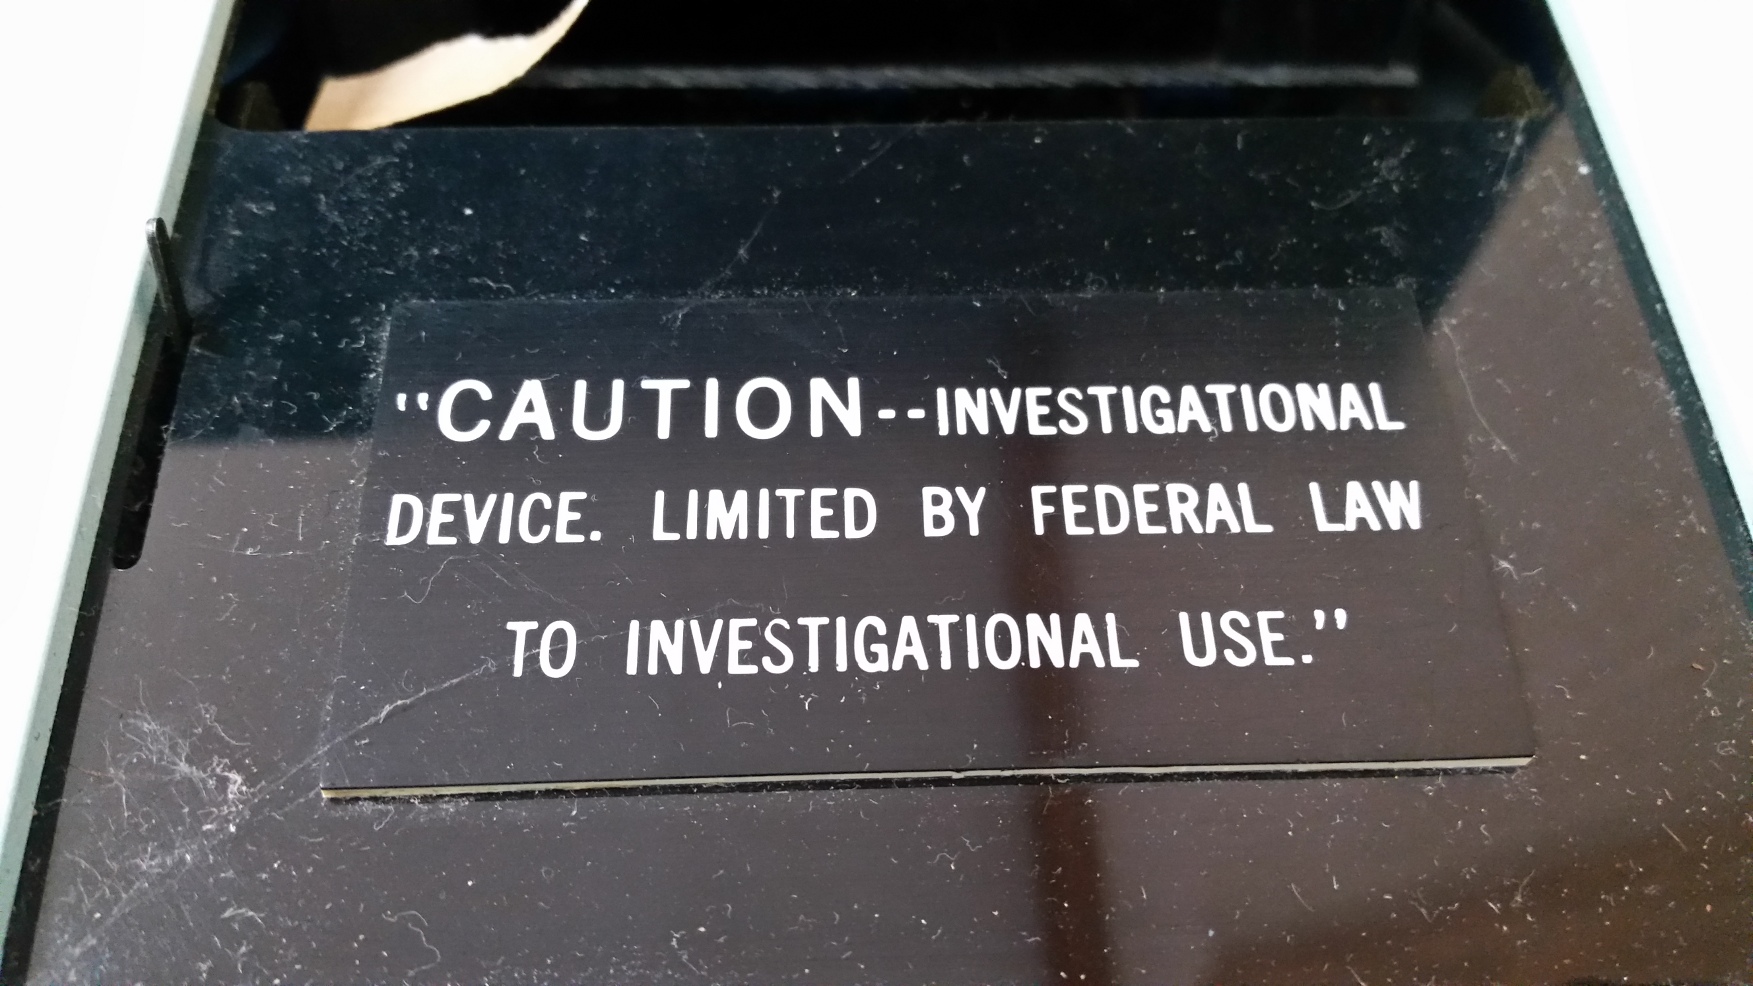 "CAUTION--INVESTIGATIONAL
DEVICE. LIMITED BY FEDERAL LAW
TO INVESTIGATIONAL USE."